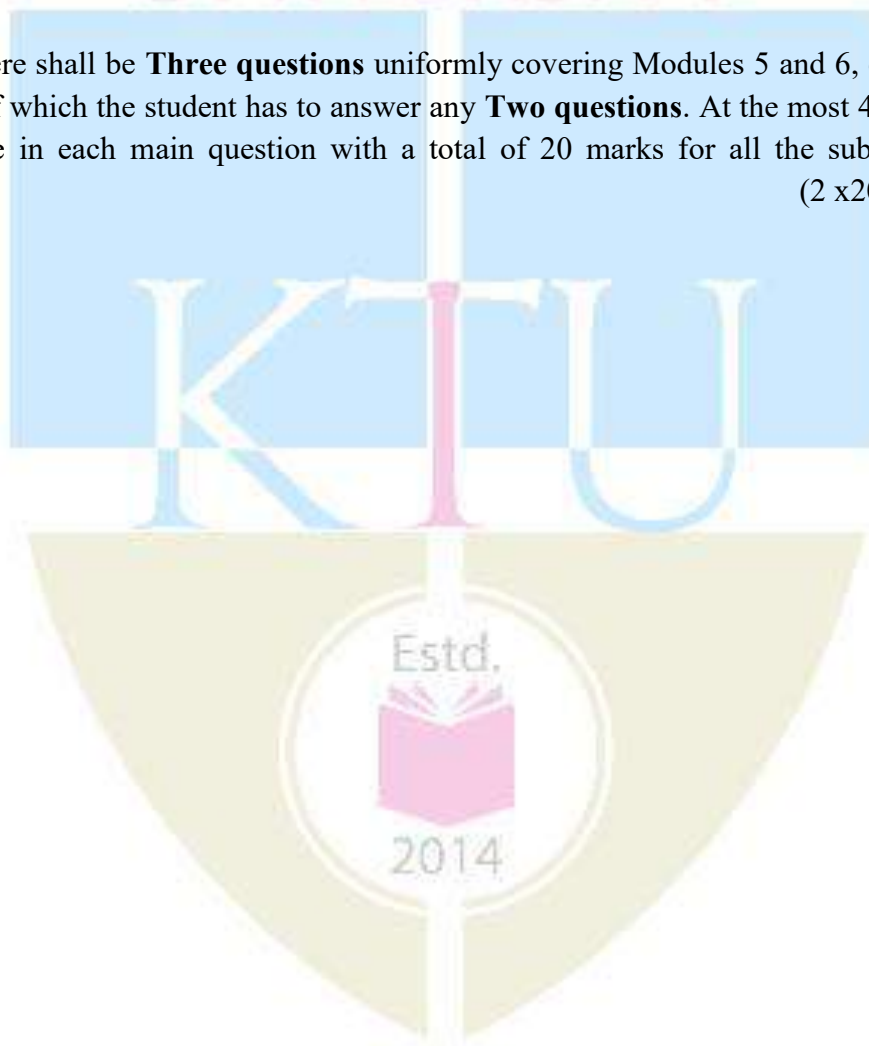 ere shall be Three questions uniformly covering Modules 5 and 6,
f which the student has to answer any Two questions. At the most 4
e in each main question with a total of 20 marks for all the sub
(2 x20
KTU
Estd.
2014